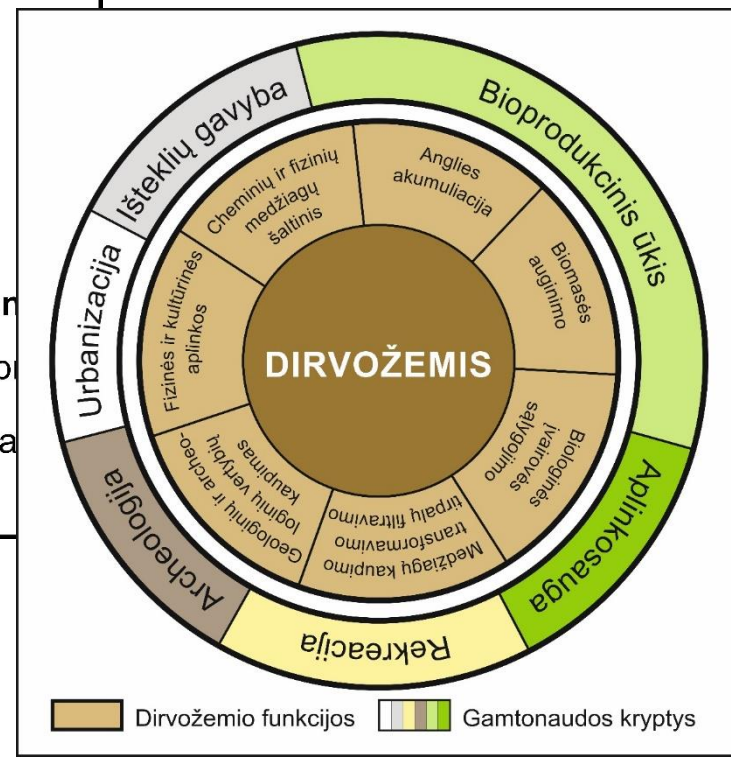 Išteklių gavyba
Bioprodukcinis ūkis
Aplinkosauga
Rekreacija
Archeologija
Urbanizacija
Cheminių ir fizinių
medžiagų
šaltinis
Anglies
akumuliacija
Biomasės
auginimo
Biologinės
įvairovės
sąlygojimo
Medžiagų kaupimo
transformavimo
tirpalų filtravimo
Geologinių ir archeo-
loginių vertybių
kaupimas
Fizinės ir kultūrinės
aplinkos
DIRVOŽEMIS
Dirvožemio funkcijos
Gamtonaudos kryptys